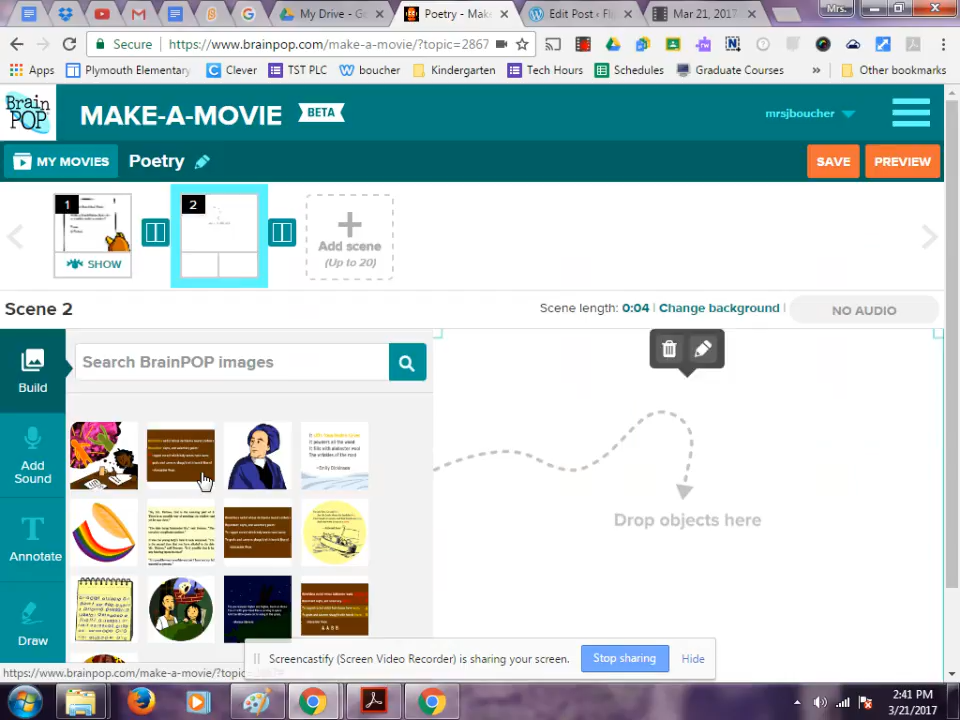 My Drive - G
Poetry - Mak
Edit Post ‹ Fl
Mar 21, 2017
Mrs.
Secure
https://www.brainpop.com/make-a-movie/?topic=2867
Apps
Plymouth Elementary
Clever
TST PLC
boucher
Kindergarten
Tech Hours
Schedules
Graduate Courses
»
Other bookmarks
Brain
POP
MAKE-A-MOVIE
BETA
mrsjboucher
MY MOVIES
Poetry
SAVE
PREVIEW
1
SHOW
2
Add scene
(Up to 20)
Scene 2
Scene length: 0:04
Change background
NO AUDIO
Build
Search BrainPOP images
Add
Sound
Annotate
Draw
~Emily Dickinson
A A B B
Drop objects here
Screencastify (Screen Video Recorder) is sharing your screen.
Stop sharing
Hide
https://www.brainpop.com/make-a-movie/?topic
2:41 PM
3/21/2017